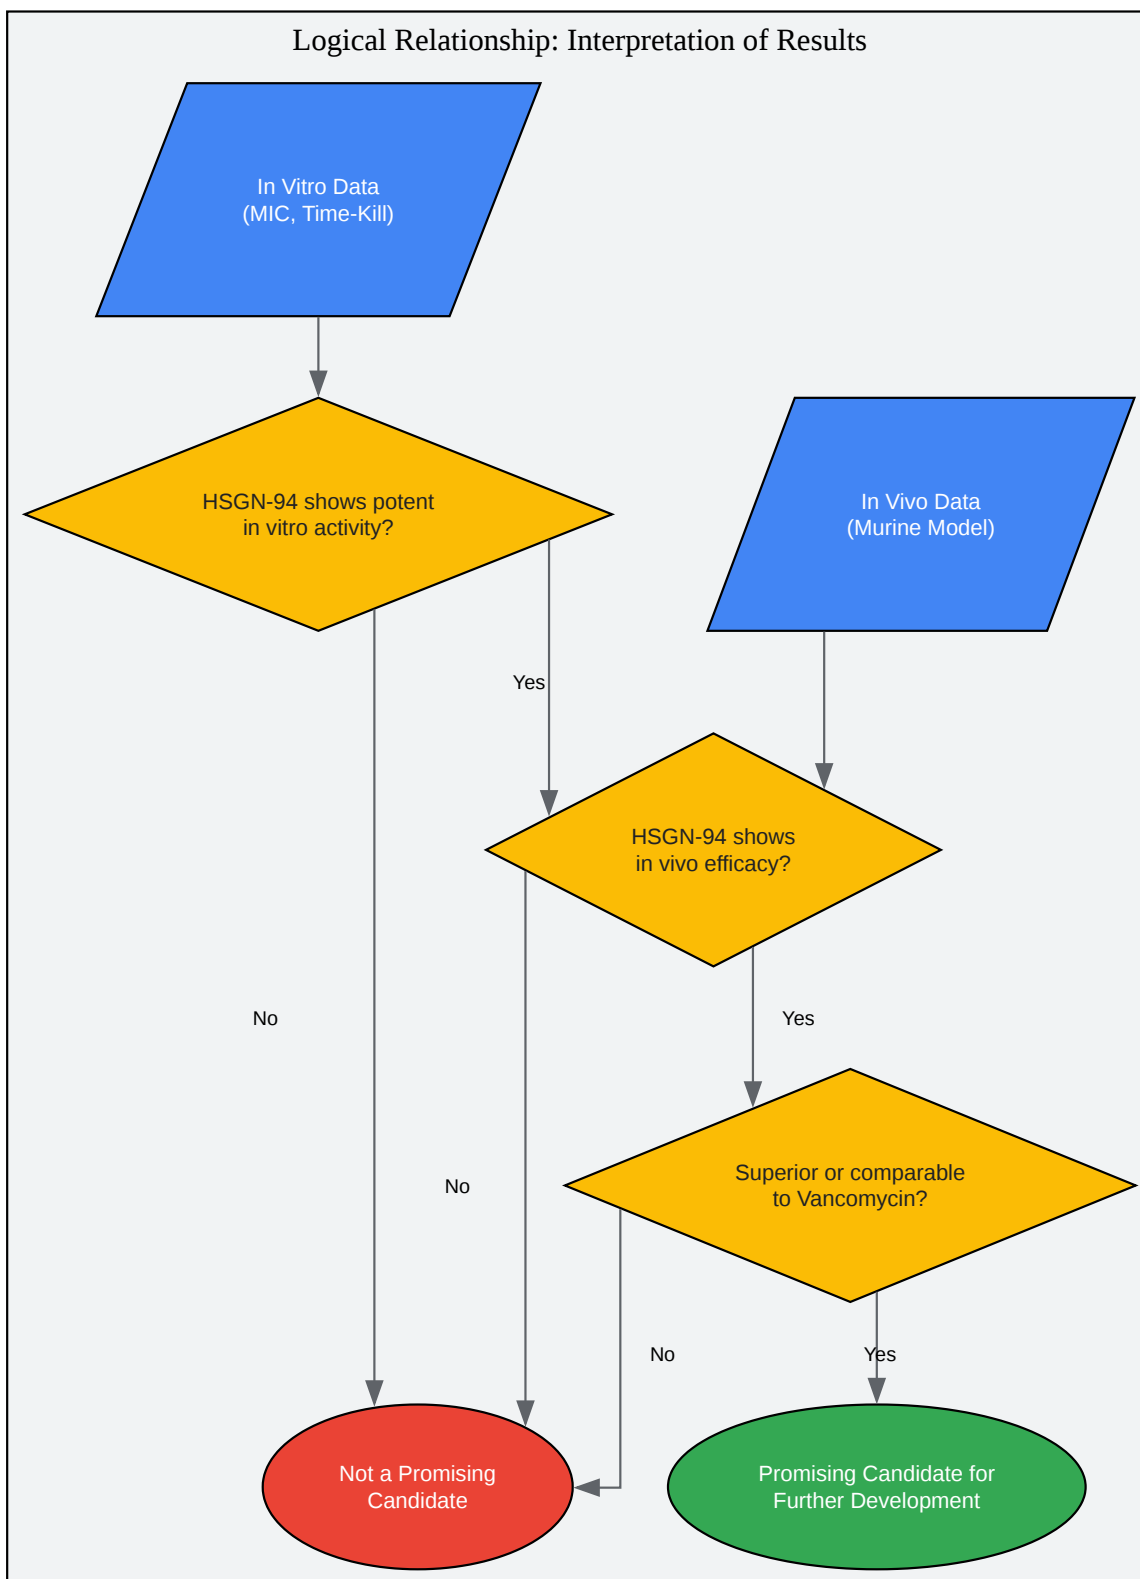 Logical Relationship: Interpretation of Results
In Vitro Data
(MIC, Time-Kill)
HSGN-94 shows potent
in vitro activity?
In Vivo Data
(Murine Model)
Yes
HSGN-94 shows
in vivo efficacy?
No
Yes
No
Superior or comparable
to Vancomycin?
No
Yes
Not a Promising
Candidate
Promising Candidate for
Further Development